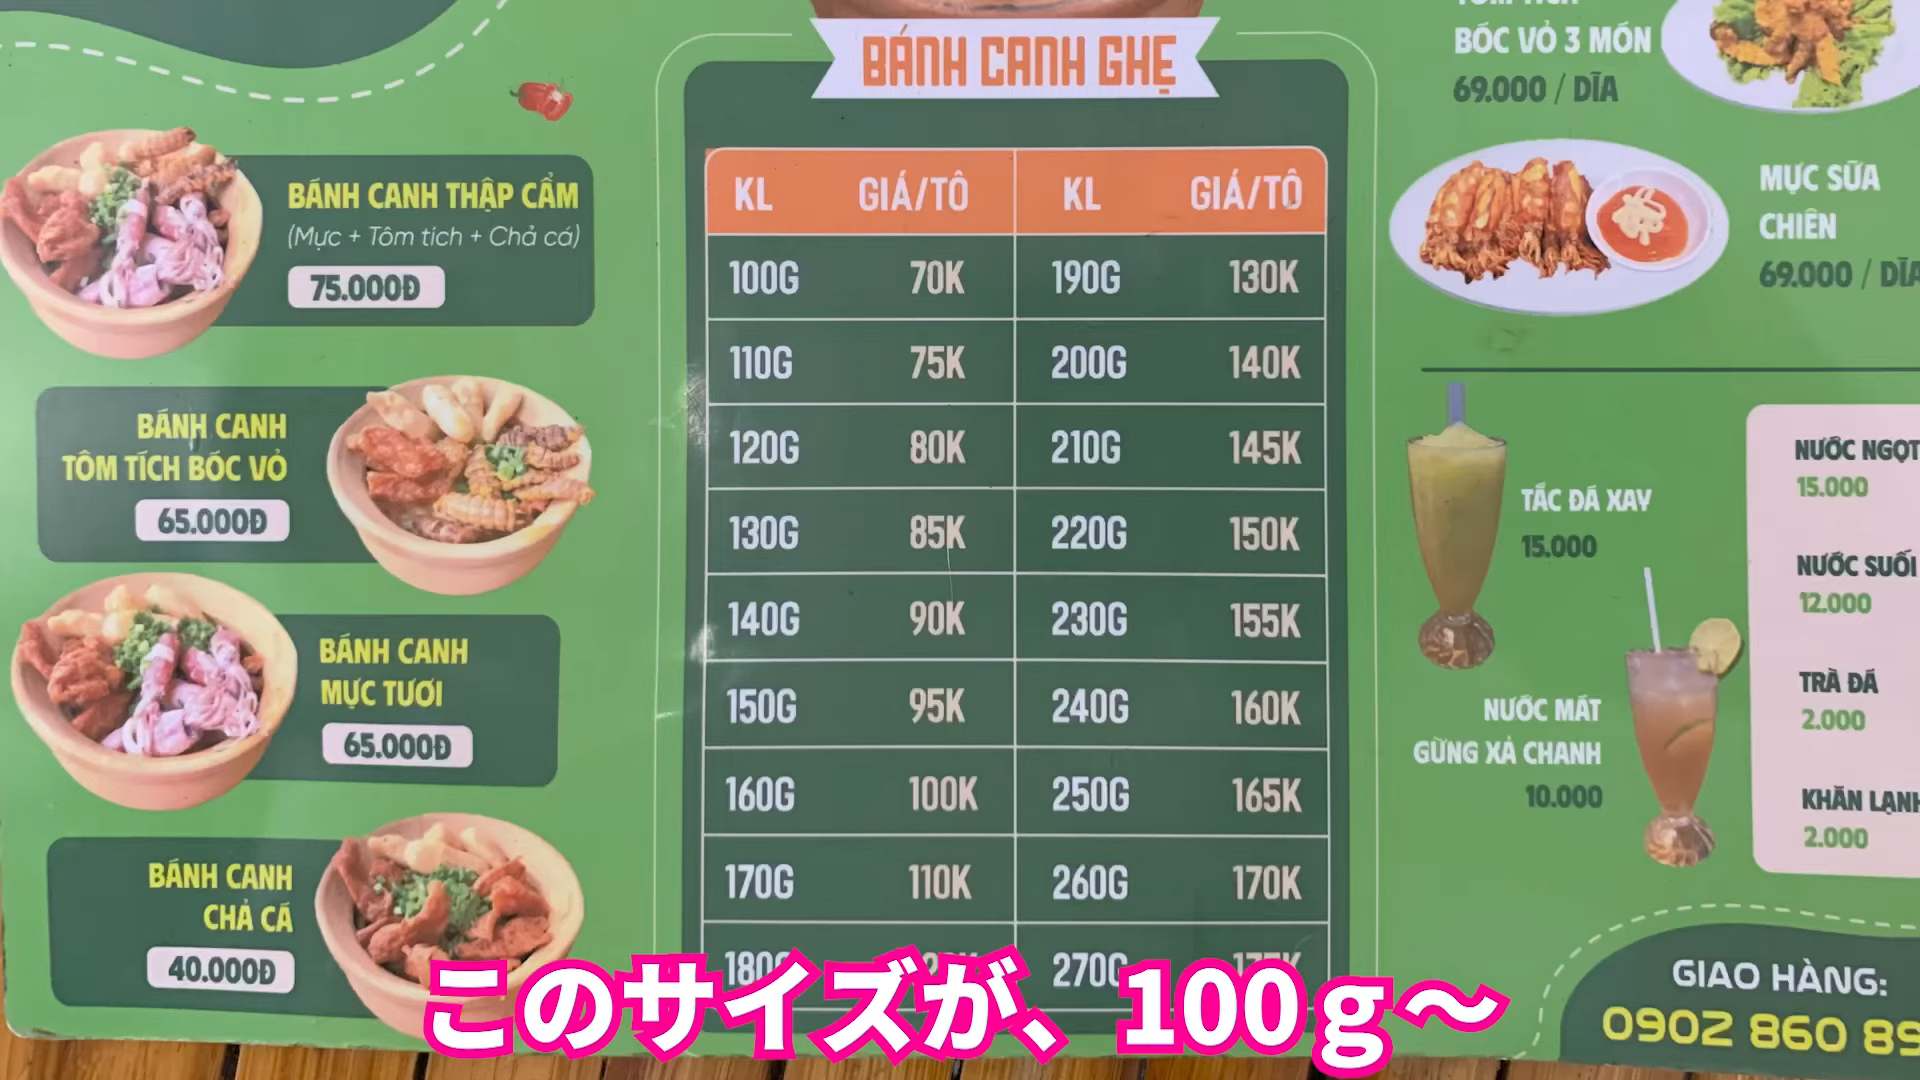 BÁNH CANH THẬP CẨM
(Mực + Tôm tích + Chả cá)
75.000Đ
BÁNH CANH
TÔM TÍCH BÓC VỎ
65.000Đ
BÁNH CANH
MỰC TƯƠI
65.000Đ
BÁNH CANH
CHẢ CÁ
40.000Đ
BÁNH CANH GHẸ
KL GIÁ/TÔ KL GIÁ/TÔ
100G 70K 190G 130K
110G 75K 200G 140K
120G 80K 210G 145K
130G 85K 220G 150K
140G 90K 230G 155K
150G 95K 240G 160K
160G 100K 250G 165K
170G 110K 260G 170K
180G 270G
BÓC VỎ 3 MÓN
69.000 / DĨA
MỰC SỮA
CHIÊN
69.000 / DĨA
TẮC ĐÁ XAY
15.000
NƯỚC MÁT
GỪNG XẢ CHANH
10.000
NƯỚC NGỌT
15.000
NƯỚC SUỐI
12.000
TRÀ ĐÁ
2.000
KHĂN LẠNH
2.000
GIAO HÀNG:
0902 860 89
このサイズが、100ｇ～